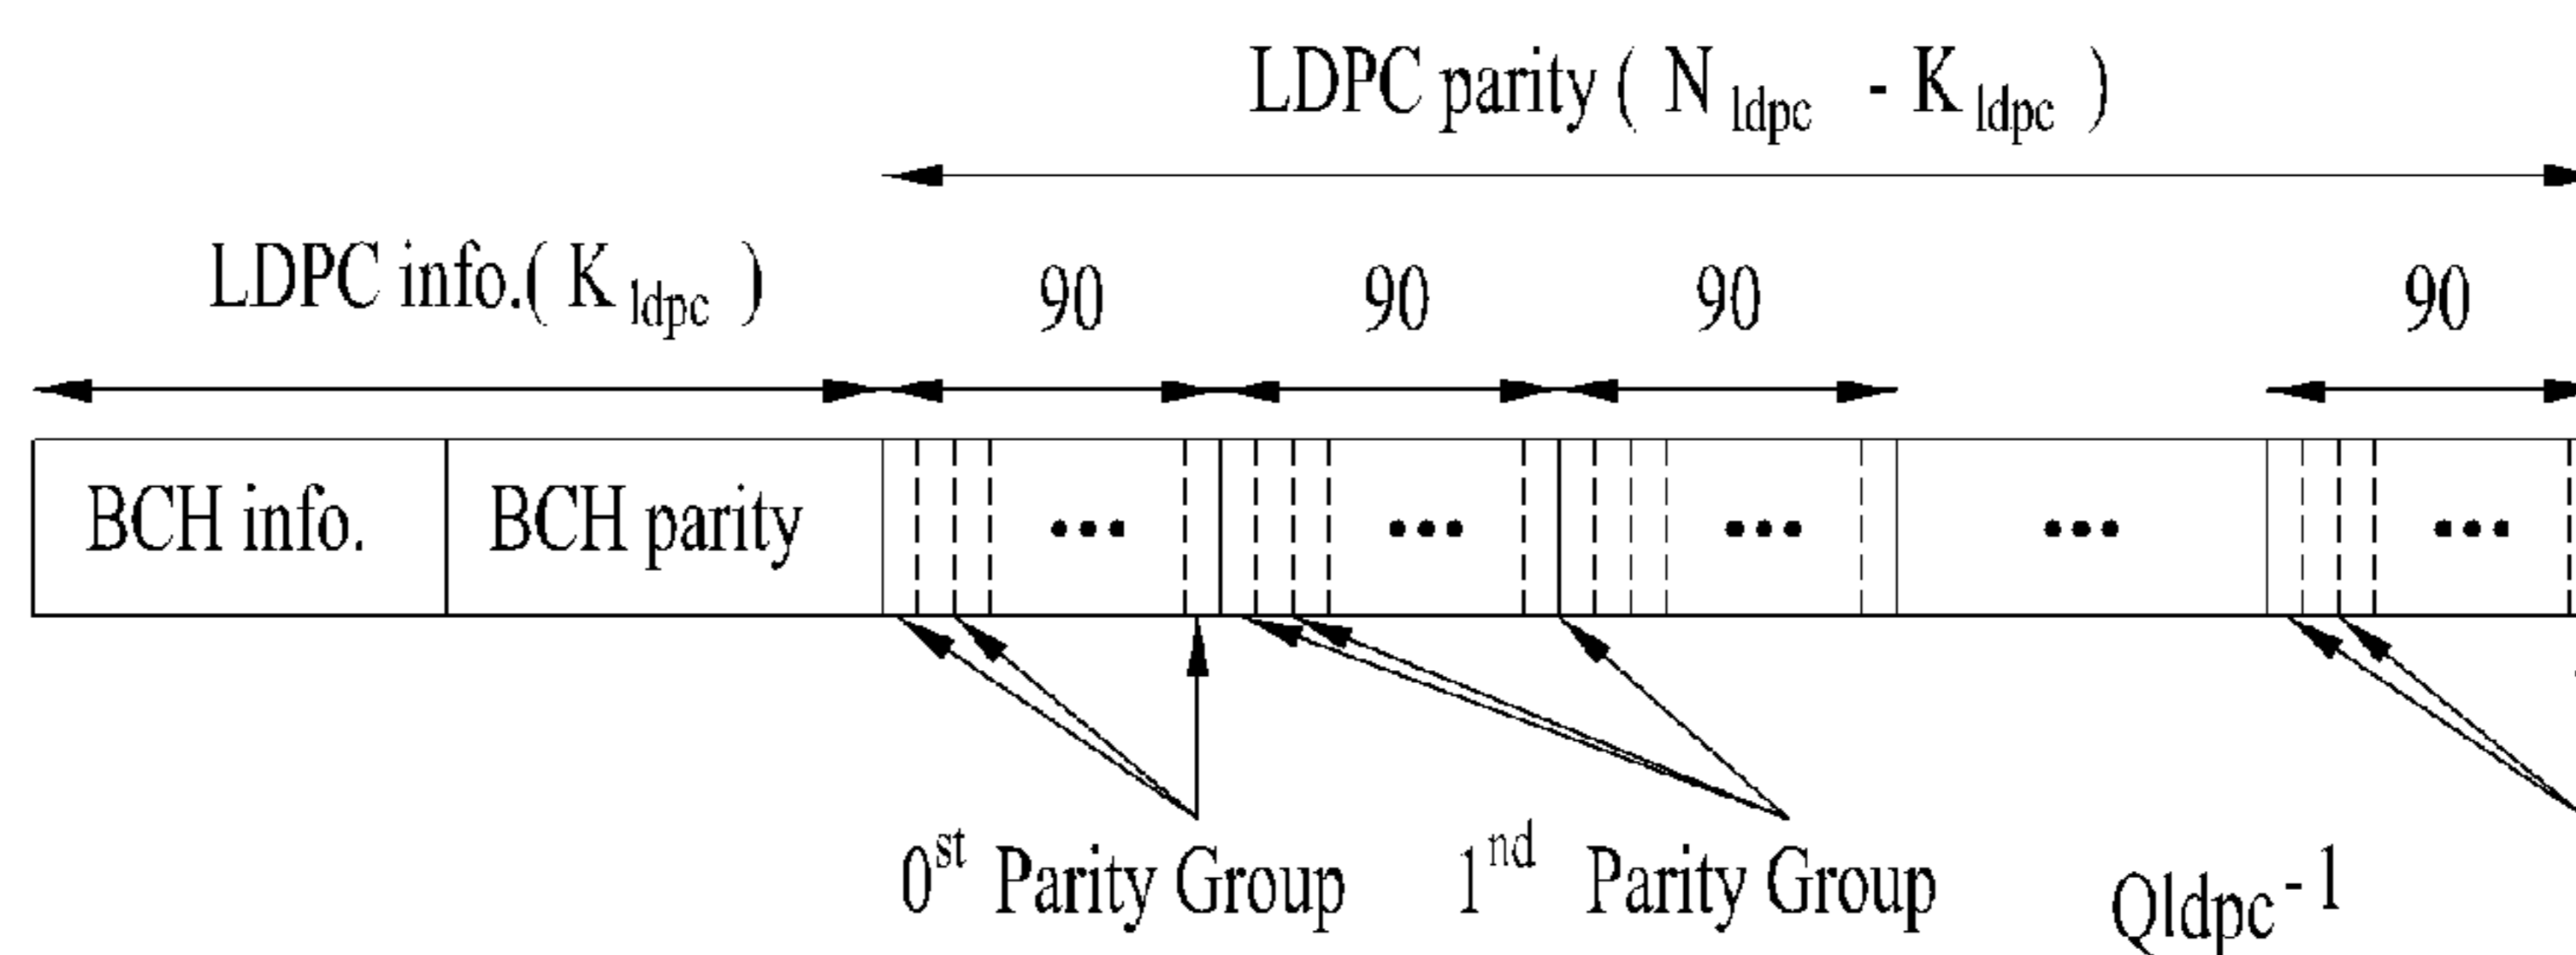 LDPC parity ( N ldpc - K ldpc )
LDPC info.( K ldpc )
90 90 90 90
BCH info. BCH parity ••• ••• ••• ••• •••
0st Parity Group 1nd Parity Group Qldpc-1